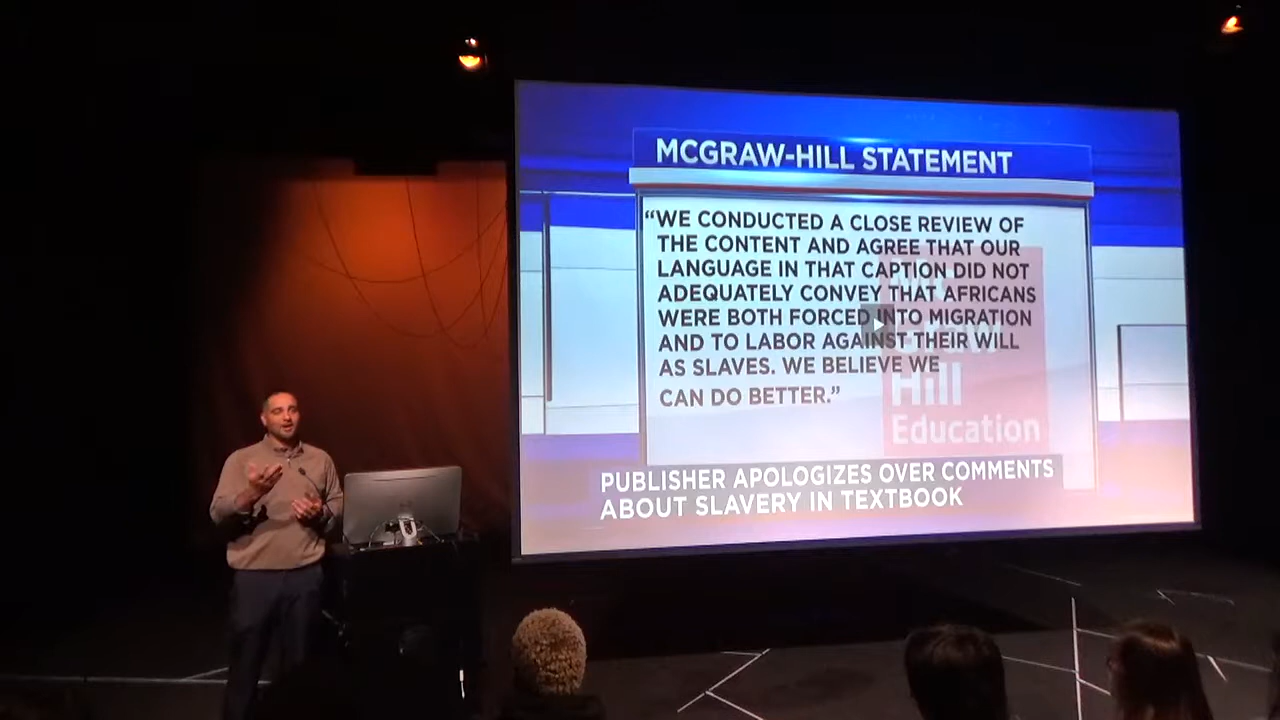 MCGRAW-HILL STATEMENT
“WE CONDUCTED A CLOSE REVIEW OF
THE CONTENT AND AGREE THAT OUR
LANGUAGE IN THAT CAPTION DID NOT
ADEQUATELY CONVEY THAT AFRICANS
WERE BOTH FORCED INTO MIGRATION
AND TO LABOR AGAINST THEIR WILL
AS SLAVES. WE BELIEVE WE
CAN DO BETTER.”
Mc
Graw
Hill
Education
PUBLISHER APOLOGIZES OVER COMMENTS
ABOUT SLAVERY IN TEXTBOOK